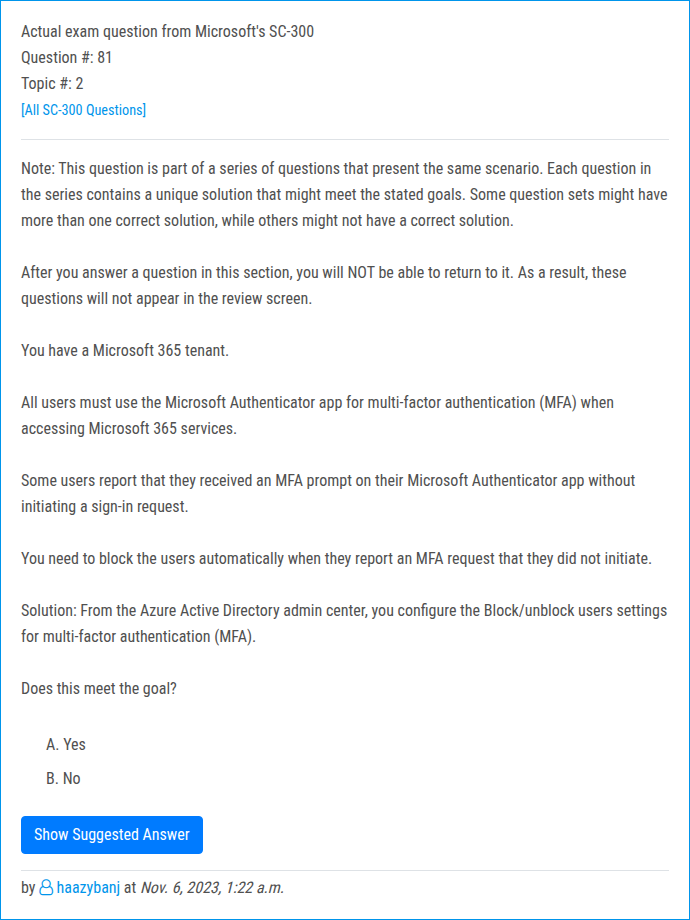 Actual exam question from Microsoft's SC-300
Question #: 81
Topic #: 2
[All SC-300 Questions]
Note: This question is part of a series of questions that present the same scenario. Each question in
the series contains a unique solution that might meet the stated goals. Some question sets might have
more than one correct solution, while others might not have a correct solution.
After you answer a question in this section, you will NOT be able to return to it. As a result, these
questions will not appear in the review screen.
You have a Microsoft 365 tenant.
All users must use the Microsoft Authenticator app for multi-factor authentication (MFA) when
accessing Microsoft 365 services.
Some users report that they received an MFA prompt on their Microsoft Authenticator app without
initiating a sign-in request.
You need to block the users automatically when they report an MFA request that they did not initiate.
Solution: From the Azure Active Directory admin center, you configure the Block/unblock users settings
for multi-factor authentication (MFA).
Does this meet the goal?
A. Yes
B. No
Show Suggested Answer
by haazybanj at Nov. 6, 2023, 1:22 a.m.